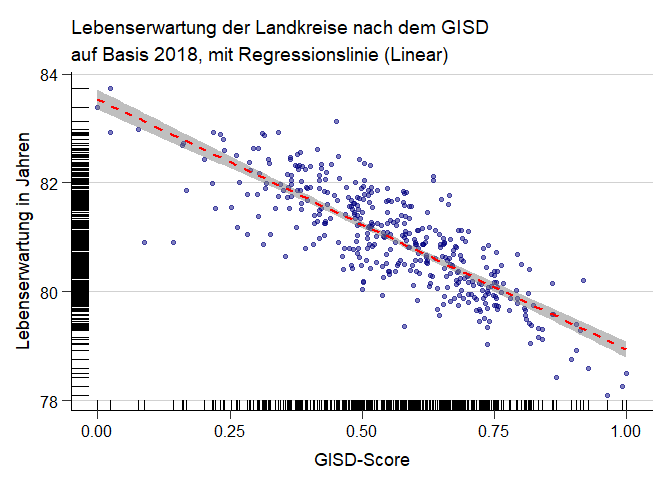 Lebenserwartung der Landkreise nach dem GISD
auf Basis 2018, mit Regressionslinie (Linear)
84
82
80
78
Lebenserwartung in Jahren
0.00 0.25 0.50 0.75 1.00
GISD-Score